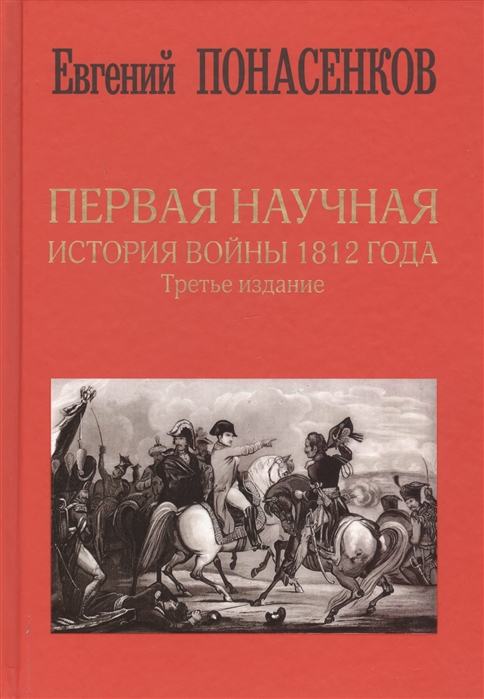 Евгений ПОНАСЕНКОВ
ПЕРВАЯ НАУЧНАЯ
ИСТОРИЯ ВОЙНЫ 1812 ГОДА
Третье издание